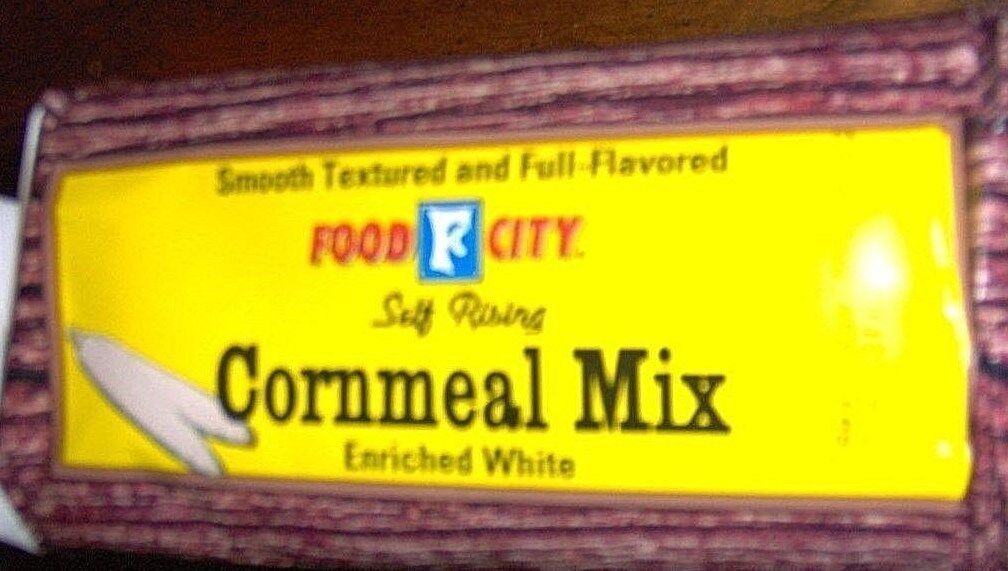 Smooth Textured and Full-Flavored
FOOD F CITY
Self Rising
Cornmeal Mix
Enriched White